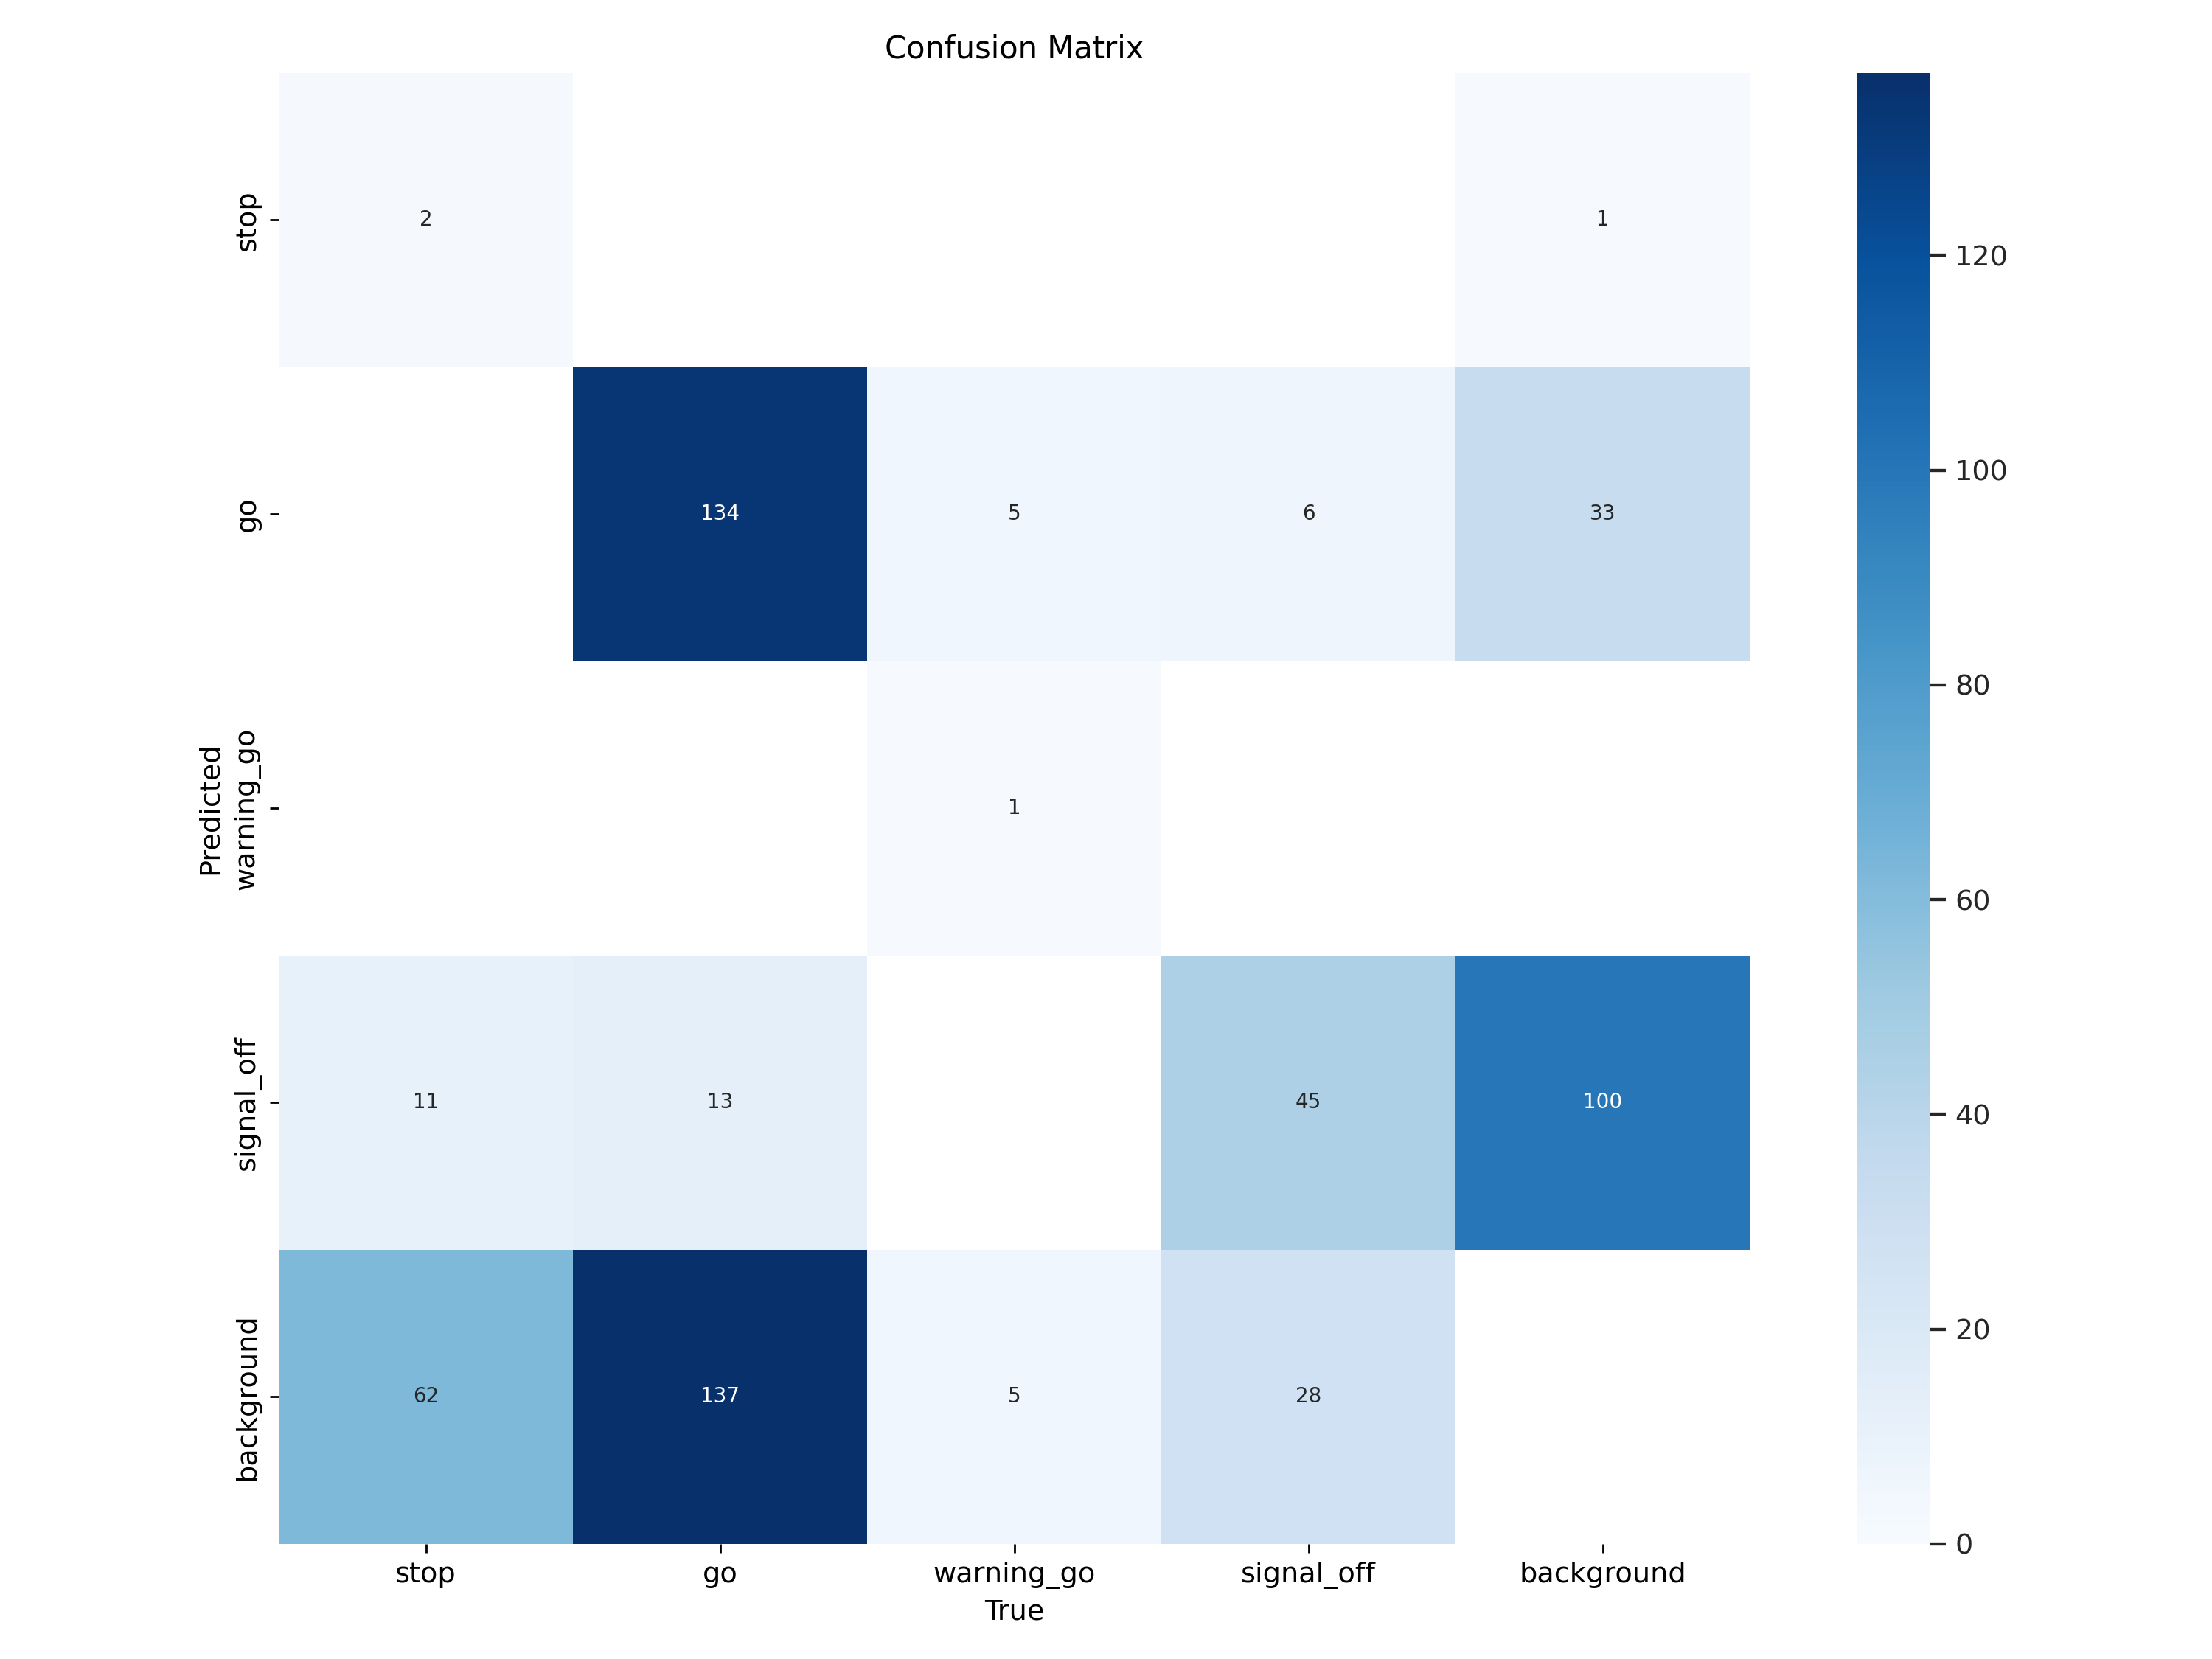 Confusion Matrix
stop
2
1
120
100
go
134
5
6
33
80
Predicted
warning_go
1
60
signal_off
11
13
45
100
40
20
background
62
137
5
28
0
stop go warning_go signal_off background
True